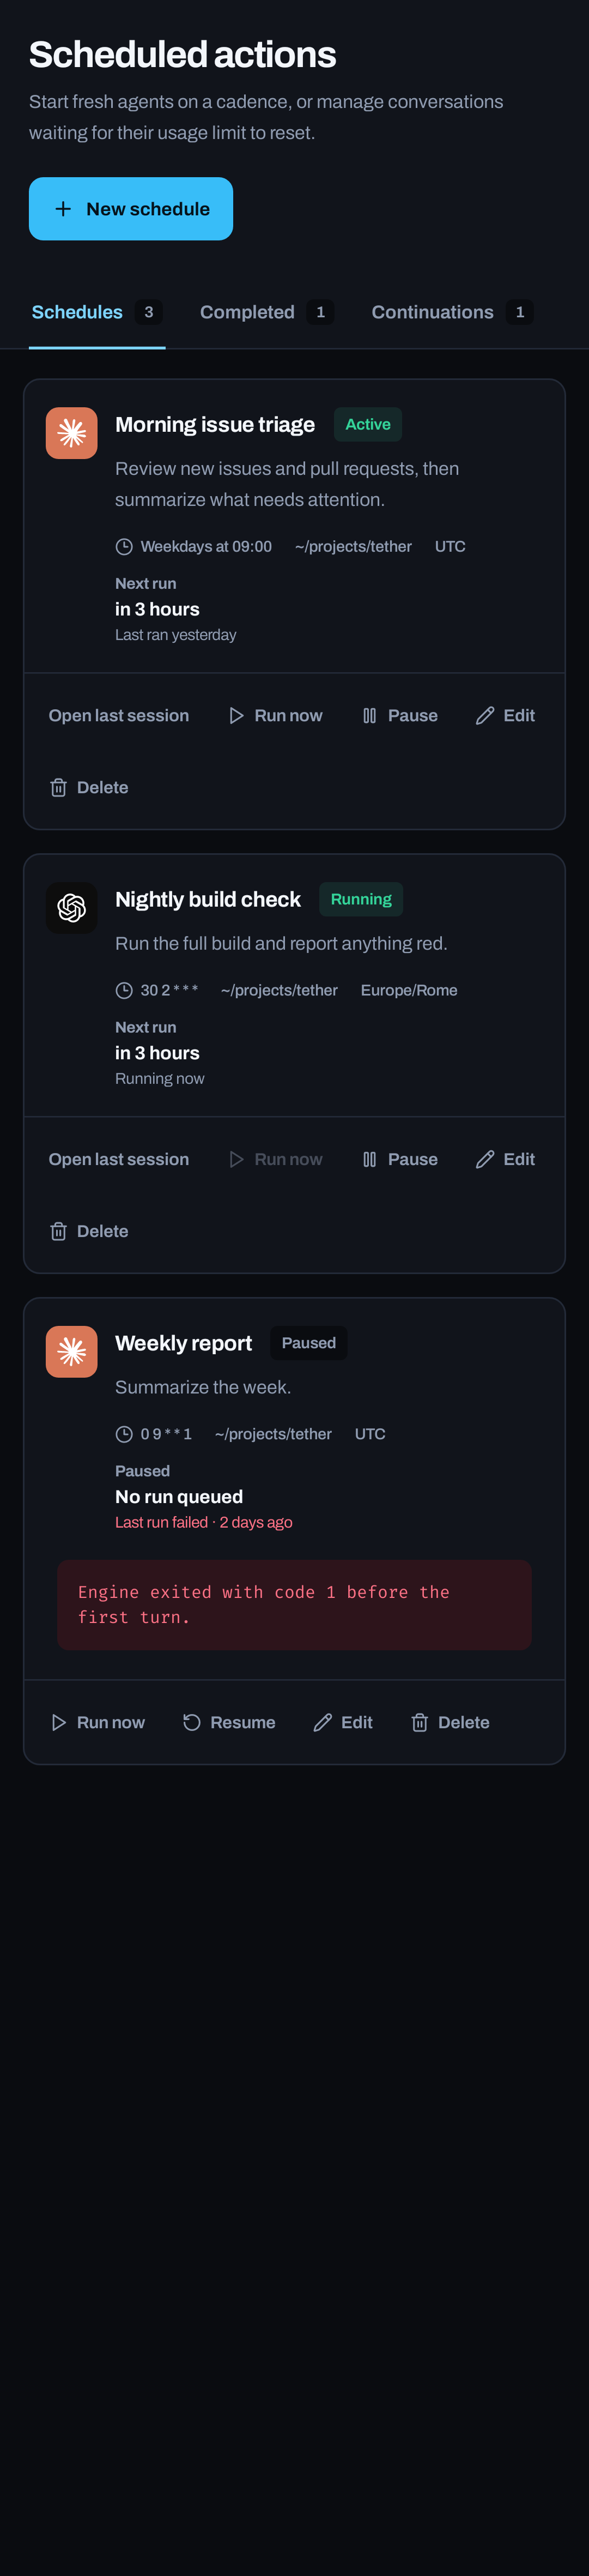 Scheduled actions
Start fresh agents on a cadence, or manage conversations
waiting for their usage limit to reset.
New schedule
Schedules 3 Completed 1 Continuations 1
Morning issue triage Active
Review new issues and pull requests, then
summarize what needs attention.
Weekdays at 09:00 ~/projects/tether UTC
Next run
in 3 hours
Last ran yesterday
Open last session Run now Pause Edit
Delete
Nightly build check Running
Run the full build and report anything red.
30 2 * * * ~/projects/tether Europe/Rome
Next run
in 3 hours
Running now
Open last session Run now Pause Edit
Delete
Weekly report Paused
Summarize the week.
0 9 * * 1 ~/projects/tether UTC
Paused
No run queued
Last run failed · 2 days ago
Engine exited with code 1 before the
first turn.
Run now Resume Edit Delete